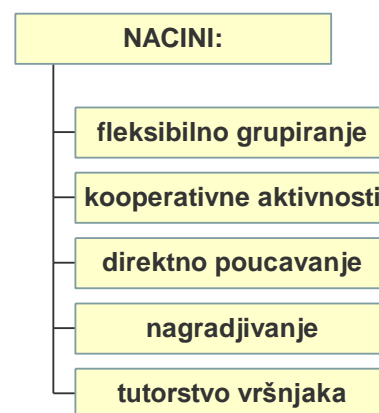 NACINI:
fleksibilno grupiranje
kooperativne aktivnosti
direktno poucavanje
nagradjivanje
tutorstvo vršnjaka